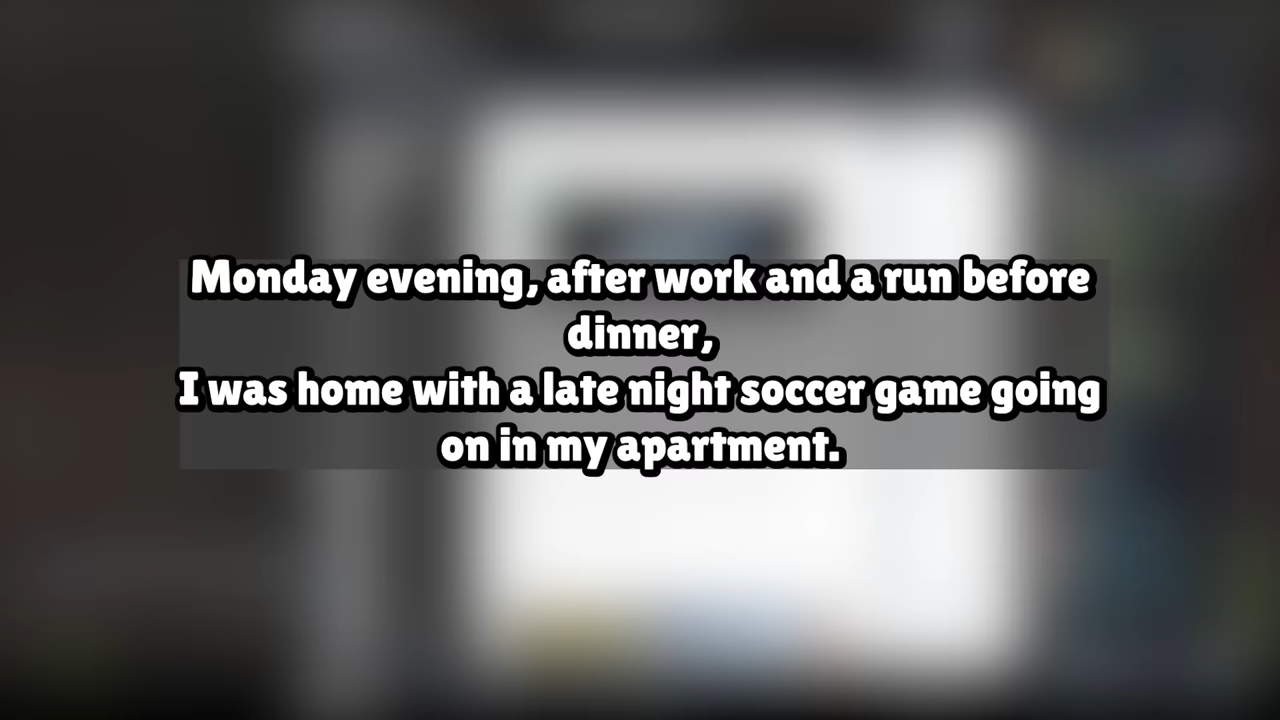 Monday evening, after work and a run before
dinner,
I was home with a late night soccer game going
on in my apartment.